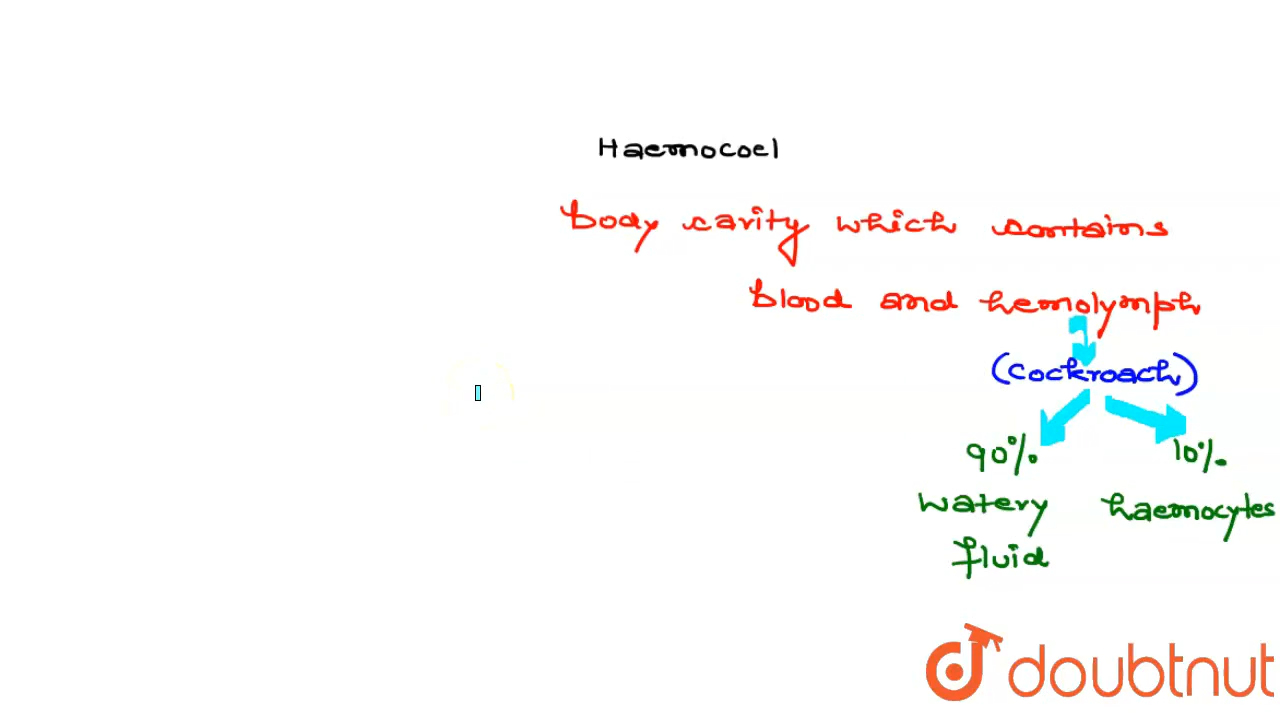 Haemocoel
body cavity which contains
blood and hemolymph
(cockroach)
90% 10%
watery haemocytes
fluid
doubtnut